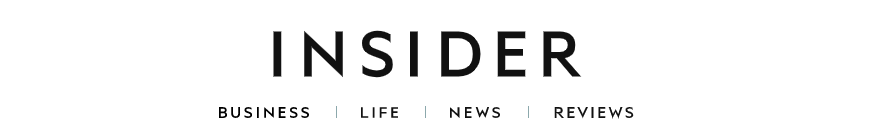 INSIDER
BUSINESS | LIFE | NEWS | REVIEWS